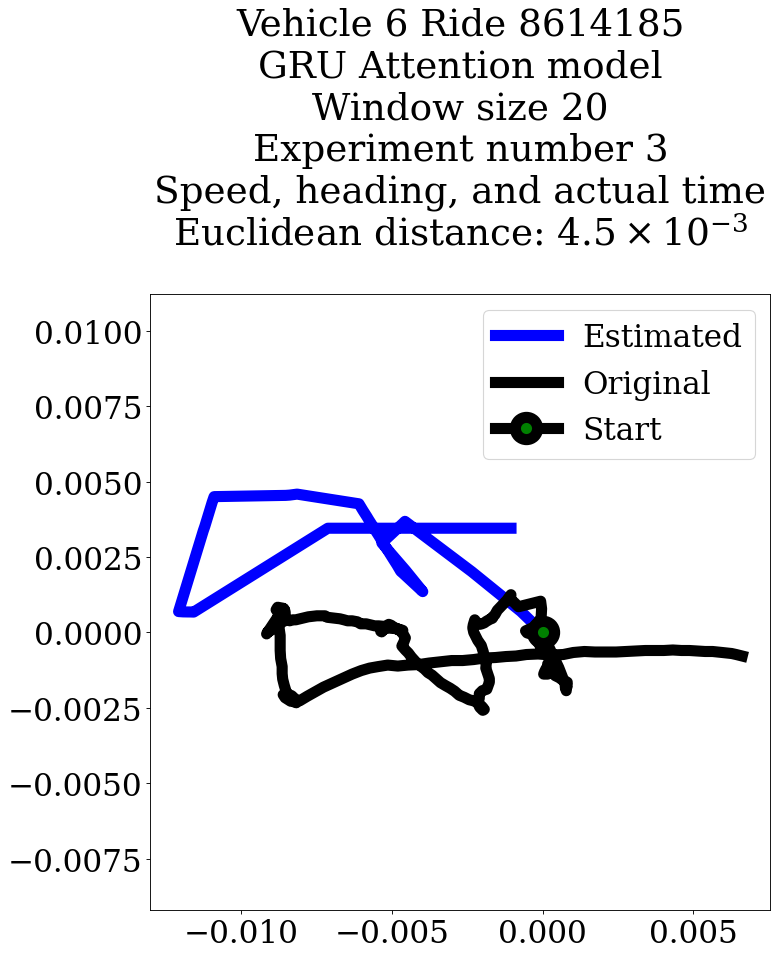 Vehicle 6 Ride 8614185
GRU Attention model
Window size 20
Experiment number 3
Speed, heading, and actual time
Euclidean distance: 4.5 × 10⁻³
Estimated
Original
Start
0.0100
0.0075
0.0050
0.0025
0.0000
−0.0025
−0.0050
−0.0075
−0.010 −0.005 0.000 0.005